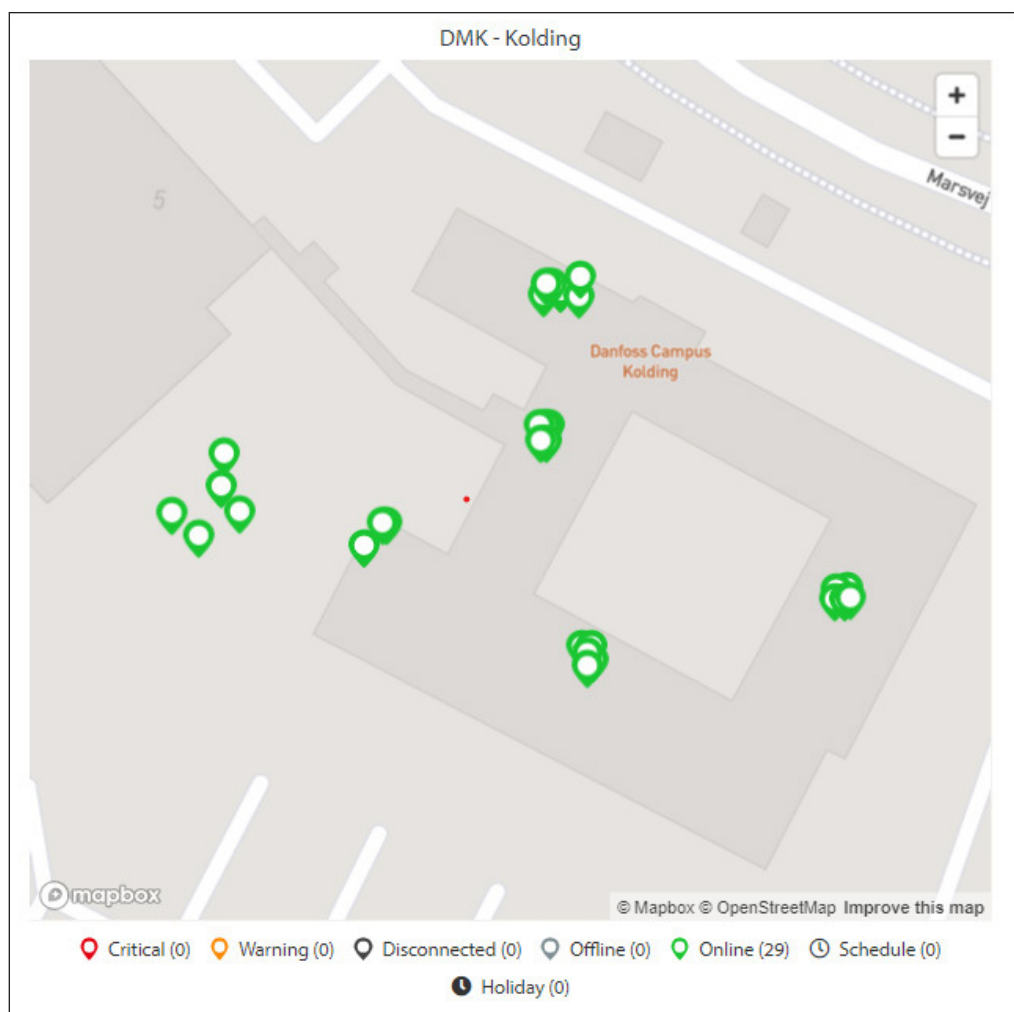 DMK - Kolding
+
−
Marsvej
5
Danfoss Campus
Kolding
mapbox
© Mapbox © OpenStreetMap Improve this map
Critical (0) Warning (0) Disconnected (0) Offline (0) Online (29) Schedule (0)
Holiday (0)